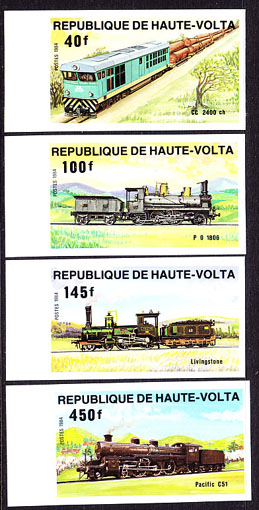 REPUBLIQUE DE HAUTE-VOLTA
40f
POSTES 1984
CC 2400 ch
REPUBLIQUE DE HAUTE-VOLTA
100f
POSTES 1984
P O 1806
REPUBLIQUE DE HAUTE-VOLTA
145f
POSTES 1984
Livingstone
REPUBLIQUE DE HAUTE-VOLTA
450f
POSTES 1984
Pacific C51